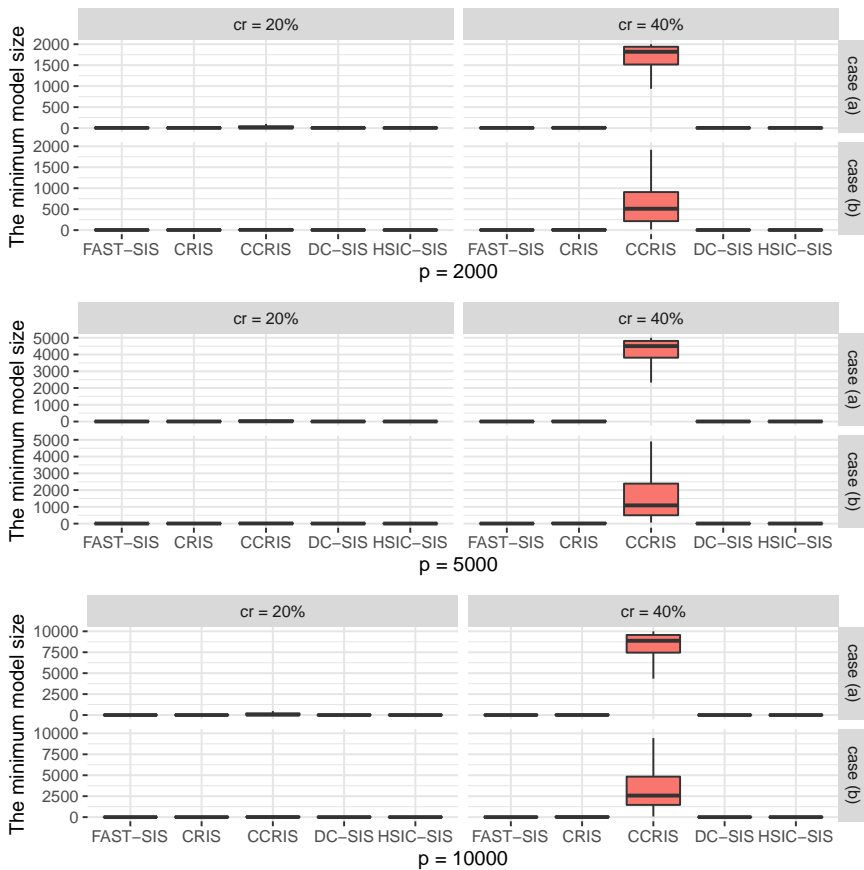 cr = 20%
cr = 40%
The minimum model size
2000
1500
1000
500
0
case (a)
2000
1500
1000
500
0
case (b)
FAST−SIS CRIS CCRIS DC−SIS HSIC−SIS
FAST−SIS CRIS CCRIS DC−SIS HSIC−SIS
p = 2000
cr = 20%
cr = 40%
The minimum model size
5000
4000
3000
2000
1000
0
case (a)
5000
4000
3000
2000
1000
0
case (b)
FAST−SIS CRIS CCRIS DC−SIS HSIC−SIS
FAST−SIS CRIS CCRIS DC−SIS HSIC−SIS
p = 5000
cr = 20%
cr = 40%
The minimum model size
10000
7500
5000
2500
0
case (a)
10000
7500
5000
2500
0
case (b)
FAST−SIS CRIS CCRIS DC−SIS HSIC−SIS
FAST−SIS CRIS CCRIS DC−SIS HSIC−SIS
p = 10000